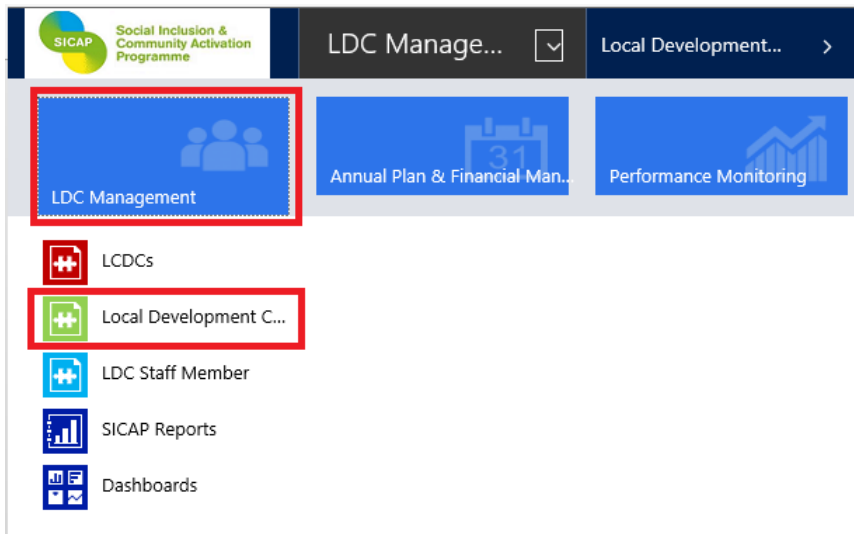 SICAP
Social Inclusion &
Community Activation
Programme
LDC Manage...
Local Development...
31
LDC Management
Annual Plan & Financial Man...
Performance Monitoring
LCDCs
Local Development C...
LDC Staff Member
SICAP Reports
Dashboards